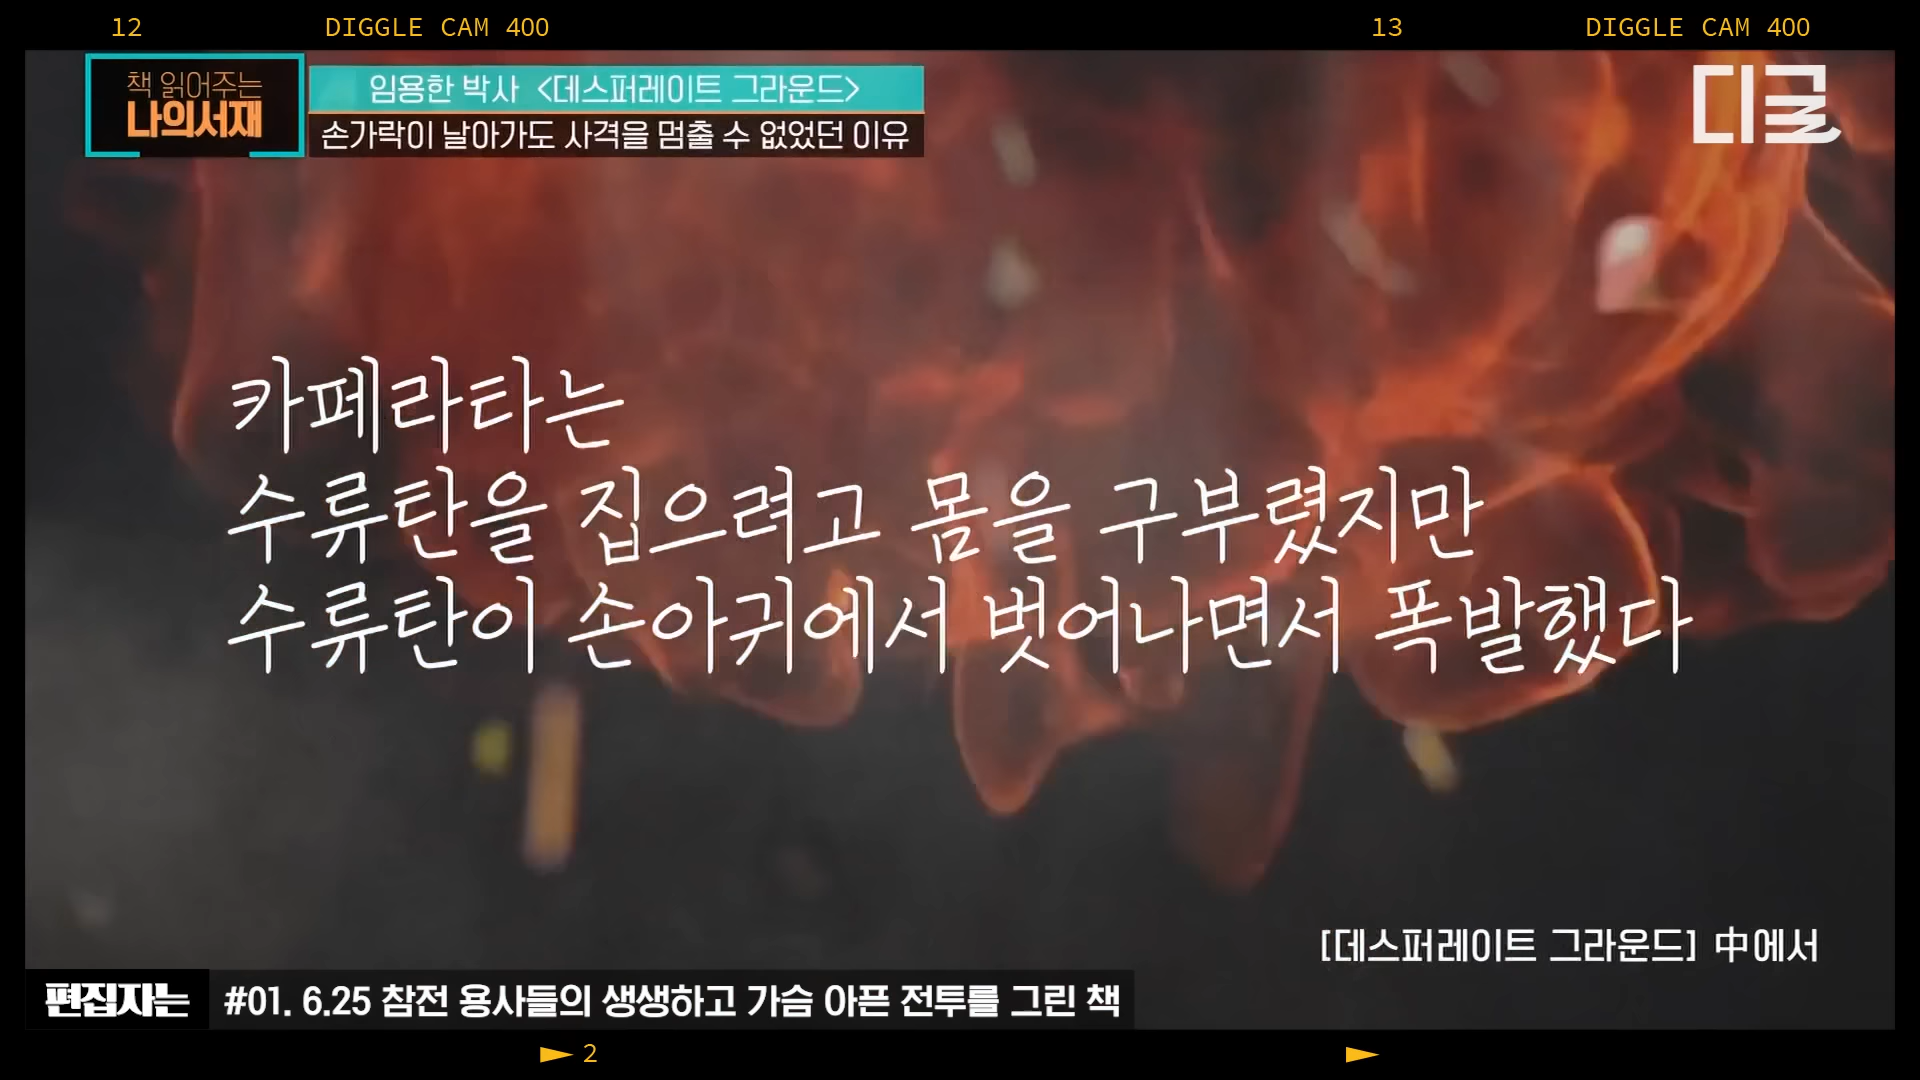 12 DIGGLE CAM 400 13 DIGGLE CAM 400
책 읽어주는
나의서재
임용한 박사 <데스퍼레이트 그라운드>
손가락이 날아가도 사격을 멈출 수 없었던 이유
디글
카페라타는
수류탄을 집으려고 몸을 구부렸지만
수류탄이 손아귀에서 벗어나면서 폭발했다
[데스퍼레이트 그라운드] 中에서
편집자는 #01. 6.25 참전 용사들의 생생하고 가슴 아픈 전투를 그린 책
2